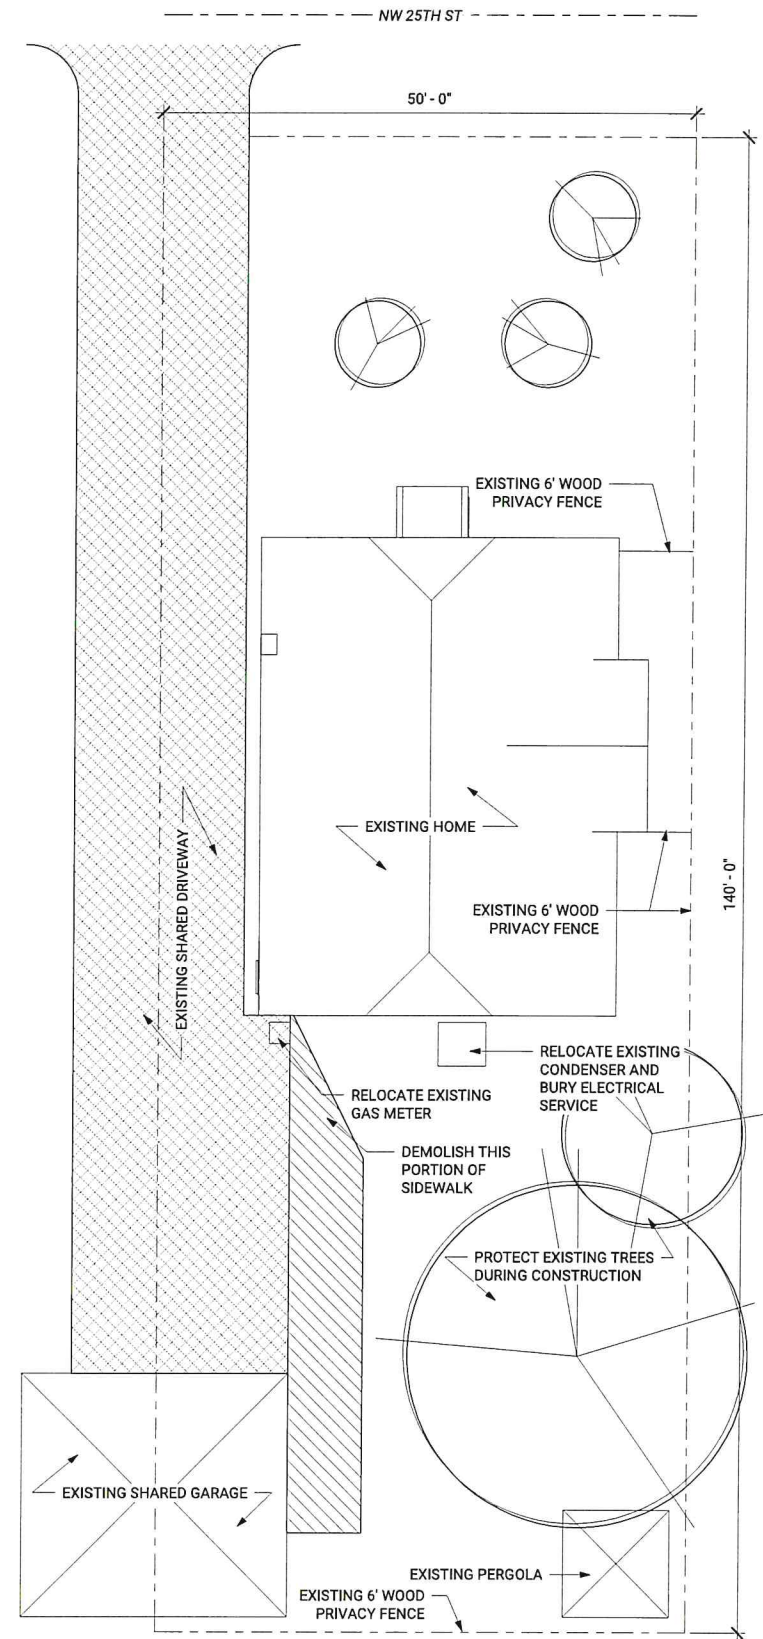 NW 25TH ST
50' - 0"
EXISTING 6' WOOD
PRIVACY FENCE
EXISTING HOME
EXISTING SHARED DRIVEWAY
140' - 0"
EXISTING 6' WOOD
PRIVACY FENCE
RELOCATE EXISTING
CONDENSER AND
BURY ELECTRICAL
SERVICE
RELOCATE EXISTING
GAS METER
DEMOLISH THIS
PORTION OF
SIDEWALK
PROTECT EXISTING TREES
DURING CONSTRUCTION
EXISTING SHARED GARAGE
EXISTING PERGOLA
EXISTING 6' WOOD
PRIVACY FENCE